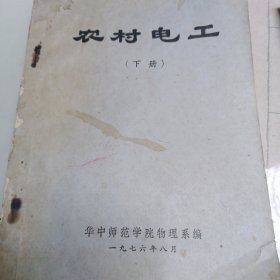 农村电工
（下册）
华中师范学院物理系编
一九七六年八月